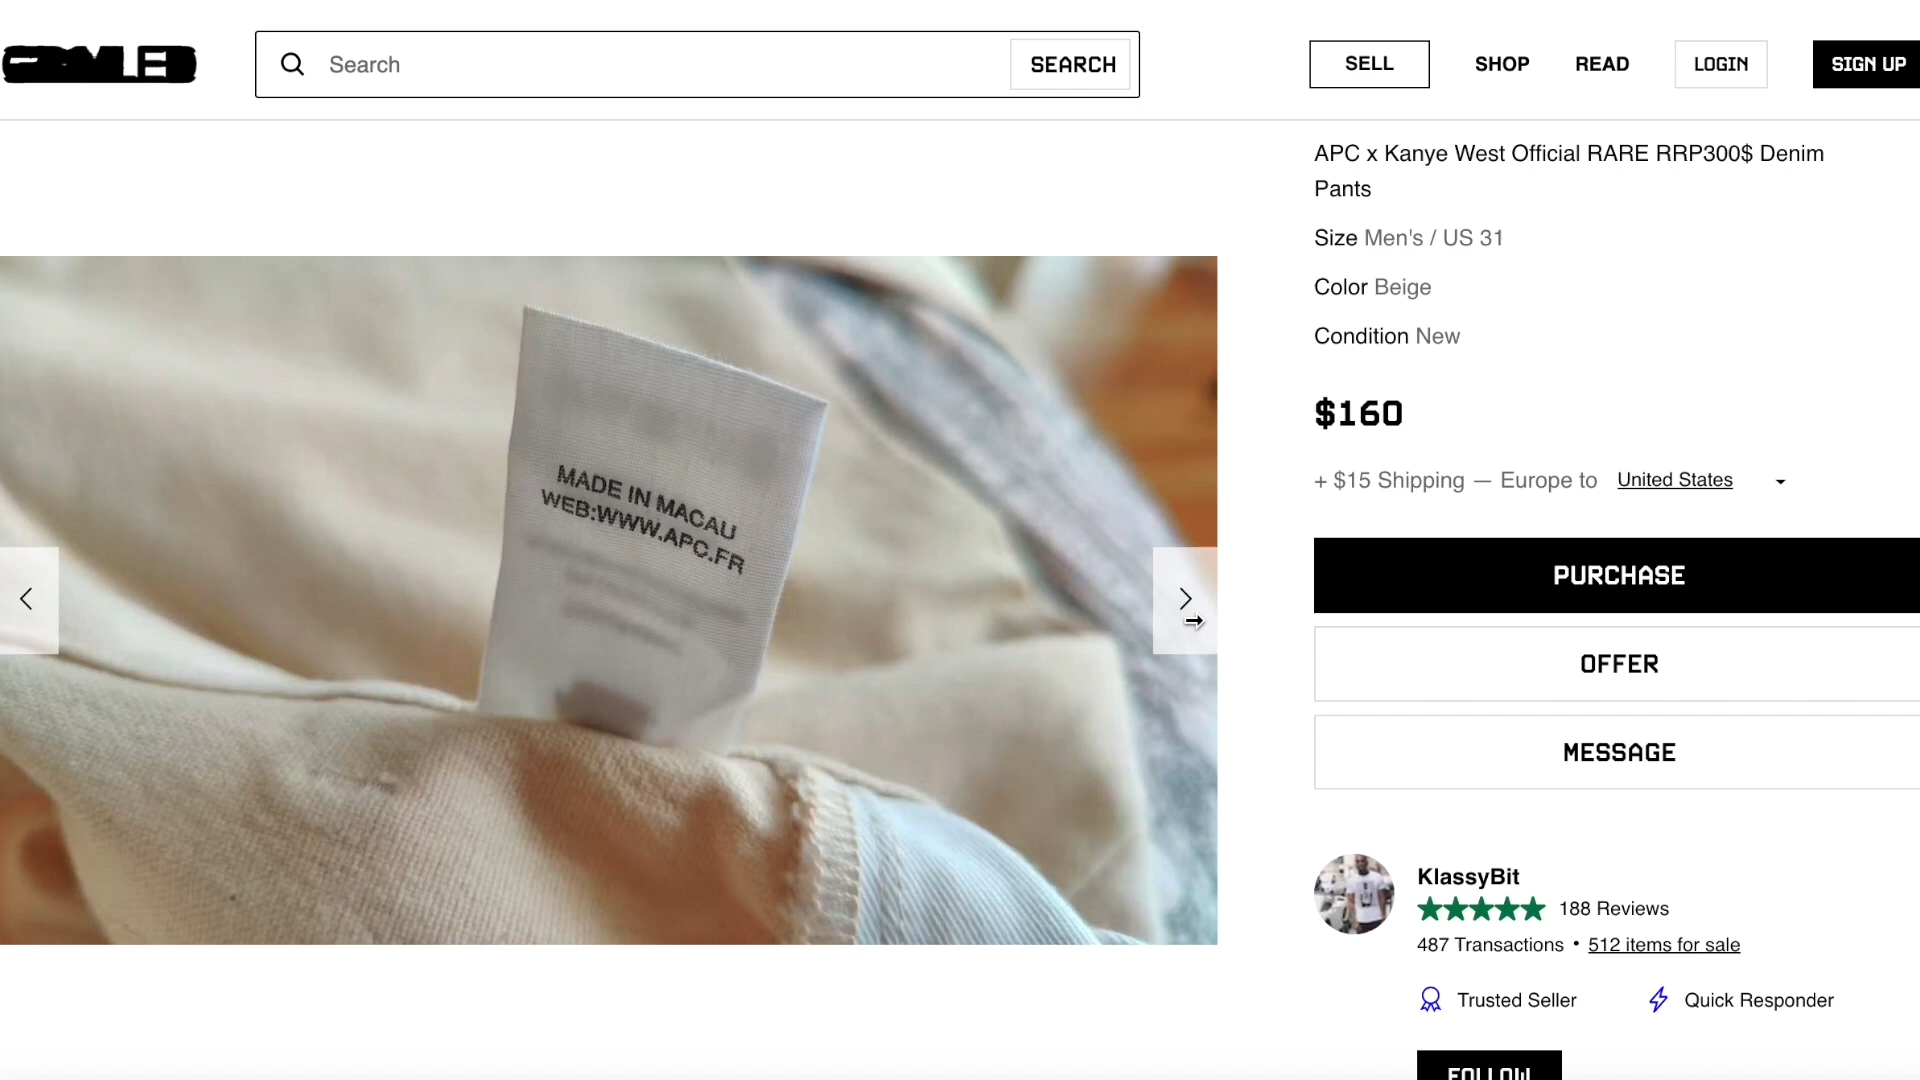 Search
SEARCH
SELL
SHOP
READ
LOGIN
SIGN UP
APC x Kanye West Official RARE RRP300$ Denim
Pants
Size Men's / US 31
Color Beige
Condition New
$160
+ $15 Shipping — Europe to United States
PURCHASE
OFFER
MESSAGE
KlassyBit
188 Reviews
487 Transactions • 512 items for sale
Trusted Seller
Quick Responder
FOLLOW
MADE IN MACAU
WEB:WWW.APC.FR